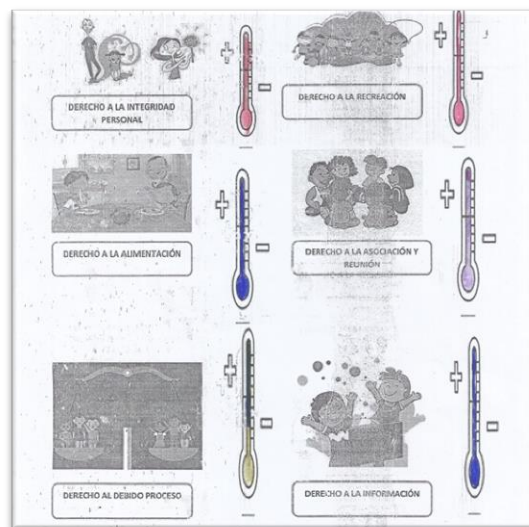 DERECHO A LA INTEGRIDAD
PERSONAL
DERECHO A LA RECREACIÓN
DERECHO A LA ALIMENTACIÓN
DERECHO A LA ASOCIACIÓN Y
REUNIÓN
DERECHO AL DEBIDO PROCESO
DERECHO A LA INFORMACIÓN